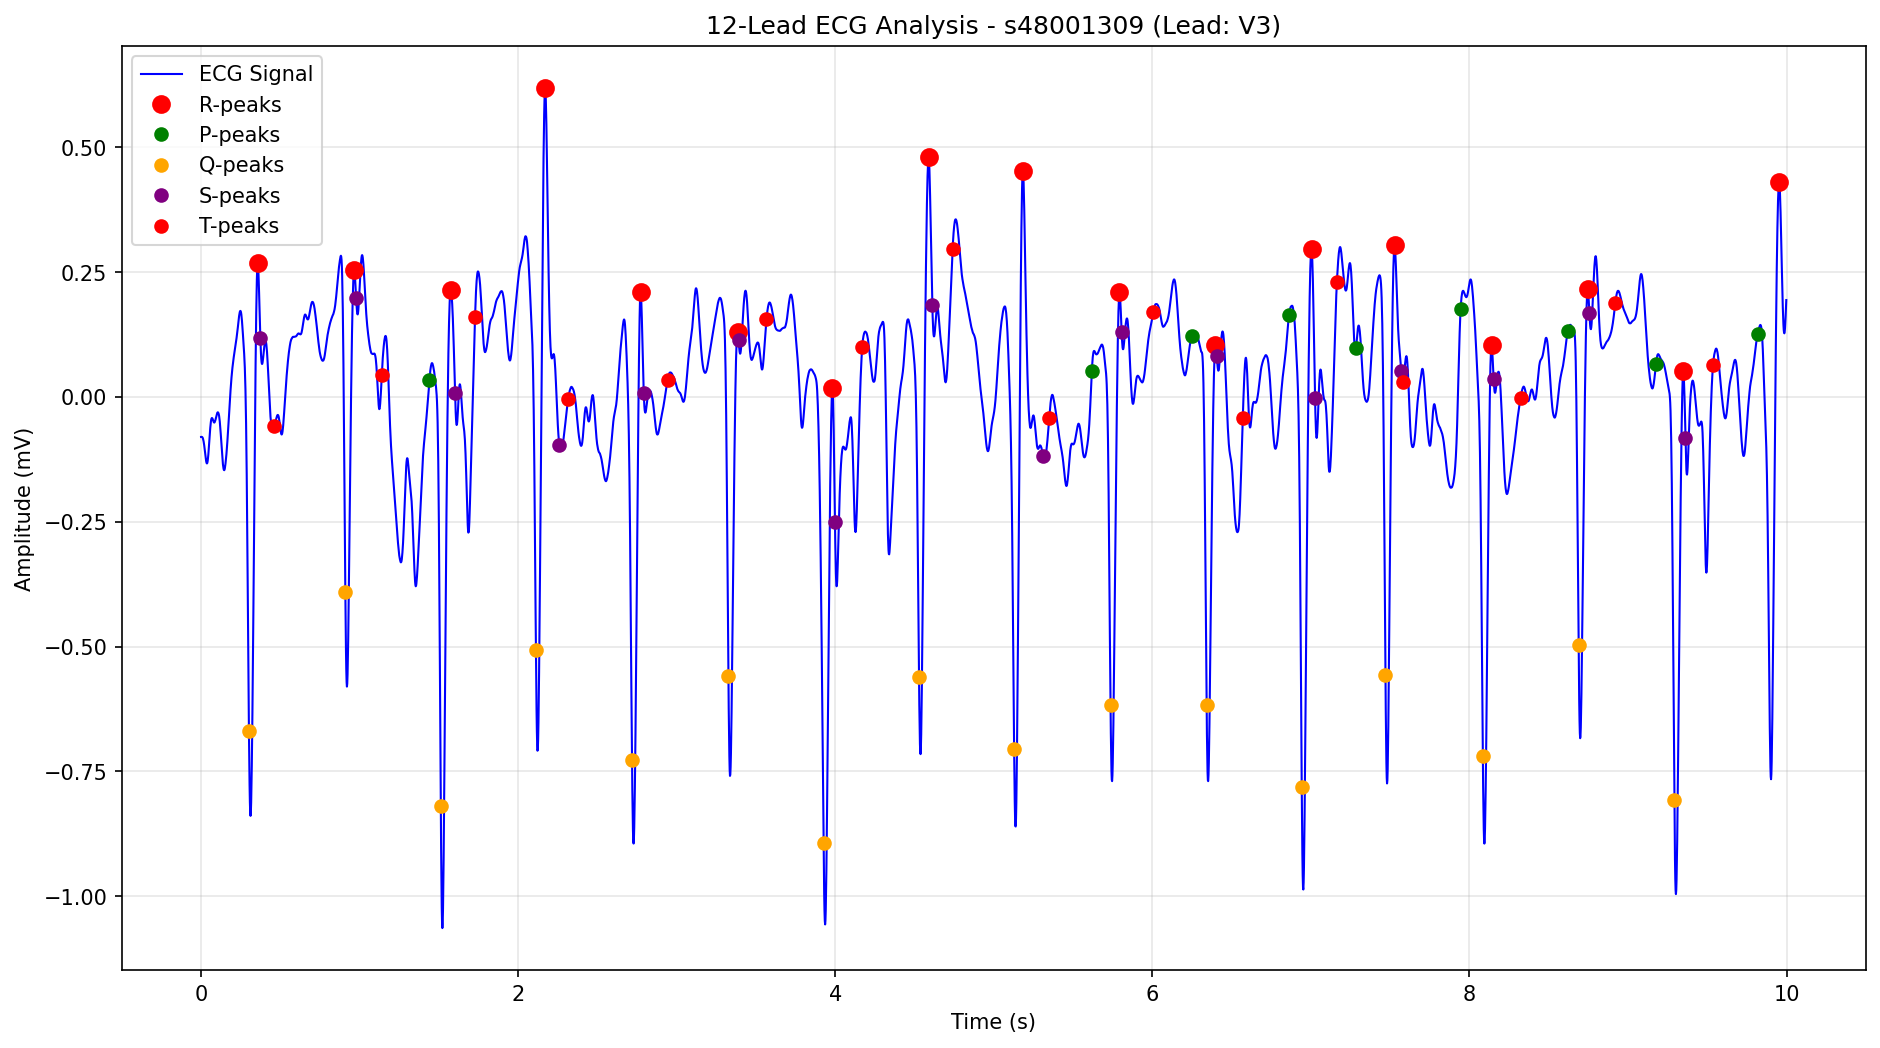 12-Lead ECG Analysis - s48001309 (Lead: V3)
ECG Signal
R-peaks
P-peaks
Q-peaks
S-peaks
T-peaks
0.50
0.25
0.00
−0.25
−0.50
−0.75
−1.00
Amplitude (mV)
0 2 4 6 8 10
Time (s)